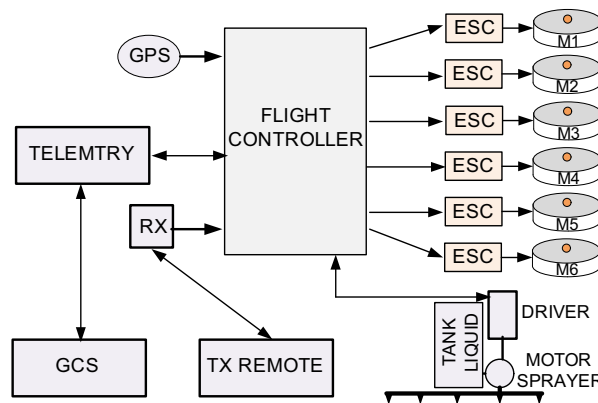 GPS
FLIGHT
CONTROLLER
ESC
M1
ESC
M2
ESC
M3
ESC
M4
ESC
M5
ESC
M6
TELEMTRY
RX
GCS
TX REMOTE
TANK
LIQUID
DRIVER
MOTOR
SPRAYER